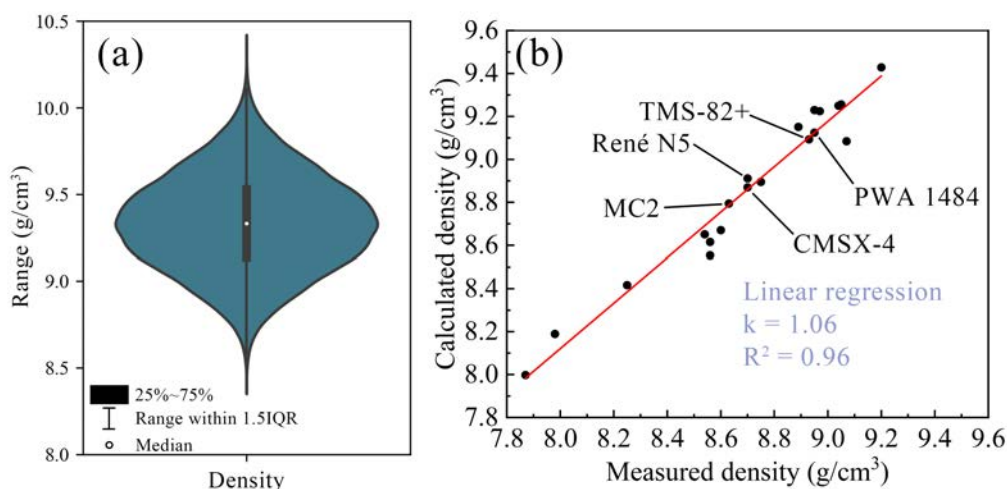 (a)
Range (g/cm³)
10.5
10.0
9.5
9.0
8.5
8.0
25%~75%
Range within 1.5IQR
Median
Density
(b)
Calculated density (g/cm³)
9.6
9.4
9.2
9.0
8.8
8.6
8.4
8.2
8.0
7.8
TMS-82+
René N5
PWA 1484
MC2
CMSX-4
Linear regression
k = 1.06
R² = 0.96
7.8 8.0 8.2 8.4 8.6 8.8 9.0 9.2 9.4 9.6
Measured density (g/cm³)